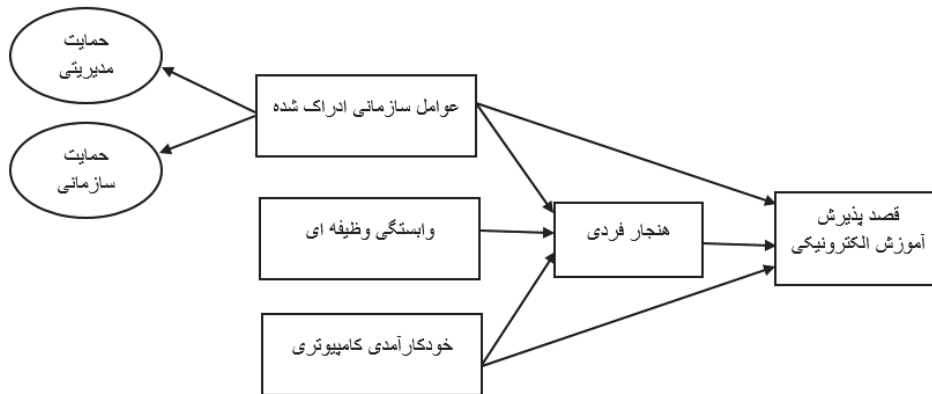 حمایت
مدیریتی
عوامل سازمانی ادراک شده
حمایت
سازمانی
وابستگی وظیفه ای
هنجار فردی
قصد پذیرش
آموزش الکترونیکی
خودکارآمدی کامپیوتری